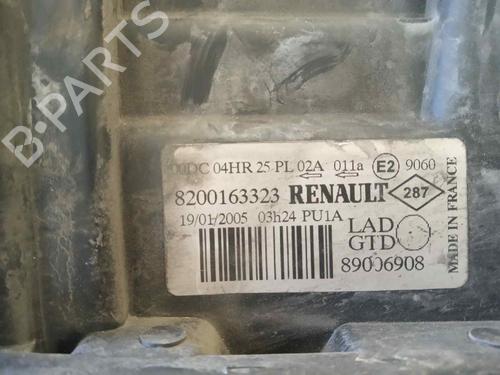 00DC 04HR 25 PL 02A 011a E2 9060
8200163323 RENAULT 287
19/01/2005 03h24 PU1A
LAD
GTD
89006908
MADE IN FRANCE
B-PARTS